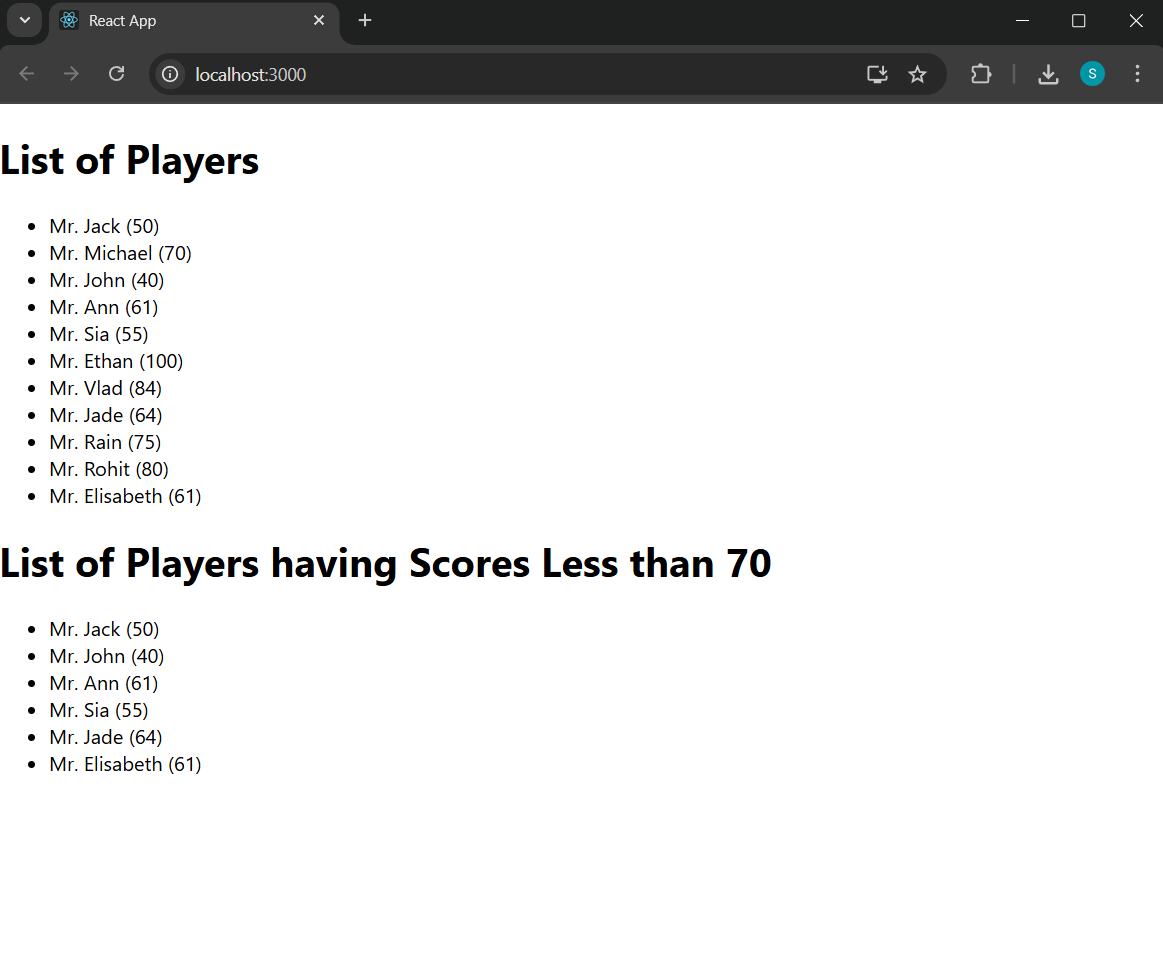 React App
localhost:3000
S
List of Players
Mr. Jack (50)
Mr. Michael (70)
Mr. John (40)
Mr. Ann (61)
Mr. Sia (55)
Mr. Ethan (100)
Mr. Vlad (84)
Mr. Jade (64)
Mr. Rain (75)
Mr. Rohit (80)
Mr. Elisabeth (61)
List of Players having Scores Less than 70
Mr. Jack (50)
Mr. John (40)
Mr. Ann (61)
Mr. Sia (55)
Mr. Jade (64)
Mr. Elisabeth (61)